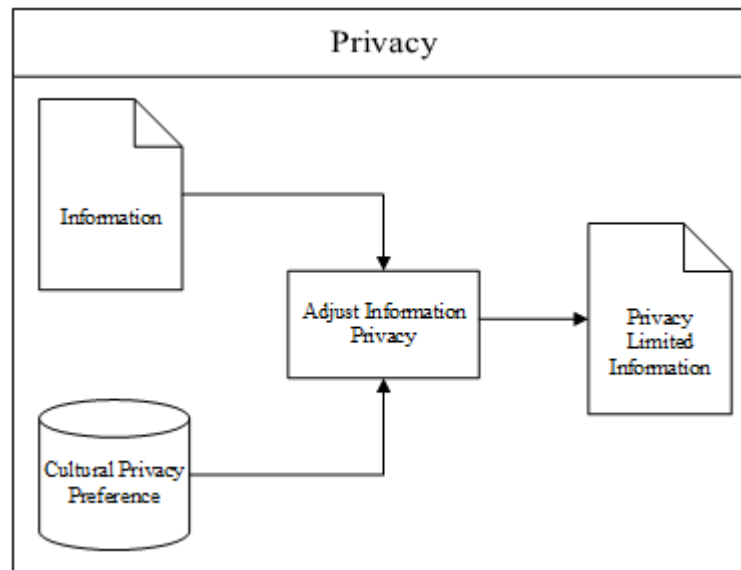 Privacy
Information
Adjust Information
Privacy
Privacy
Limited
Information
Cultural Privacy
Preference